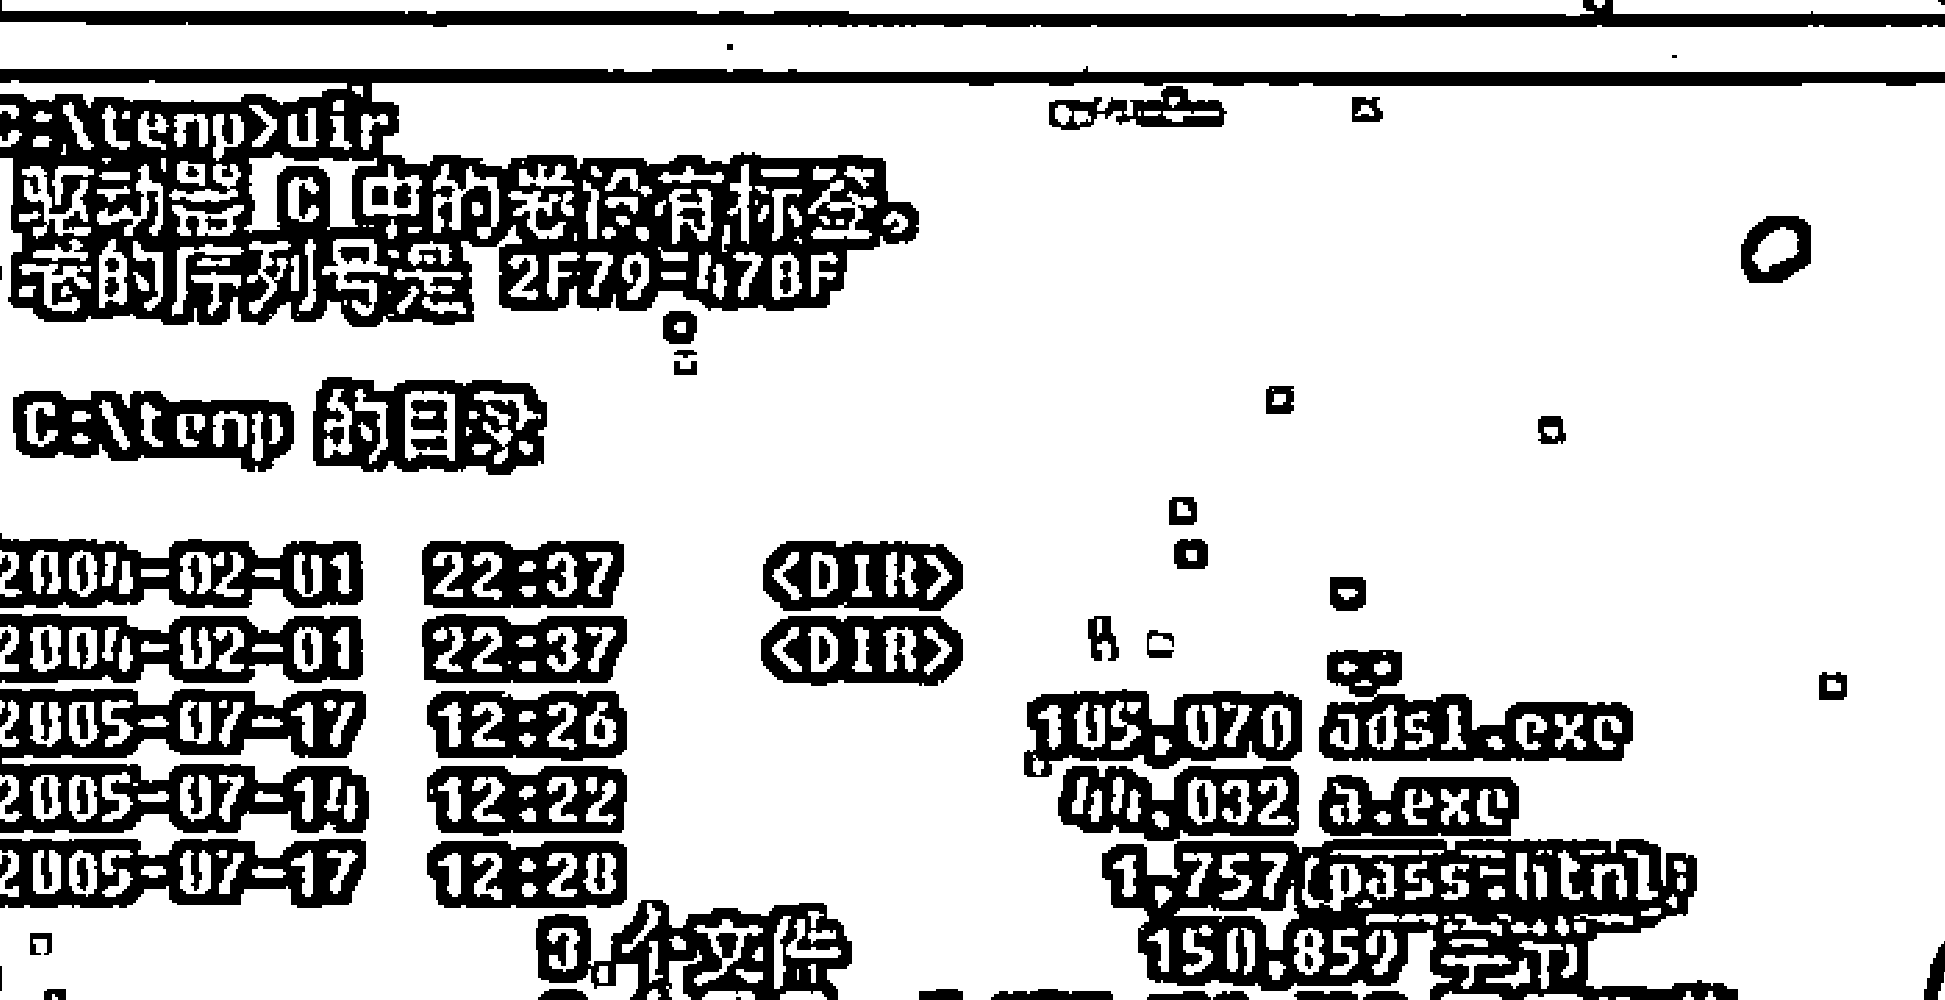 C:\temp>dir
驱动器 C 中的卷没有标签。
卷的序列号是 2F79-478F
C:\temp 的目录
2004-02-01 22:37 <DIR>
2004-02-01 22:37 <DIR>
2005-07-17 12:26 105,070 adsl.exe
2005-07-14 12:22 44,032 a.exe
2005-07-17 12:28 1,757 pass.html
3 个文件 150,859 字节